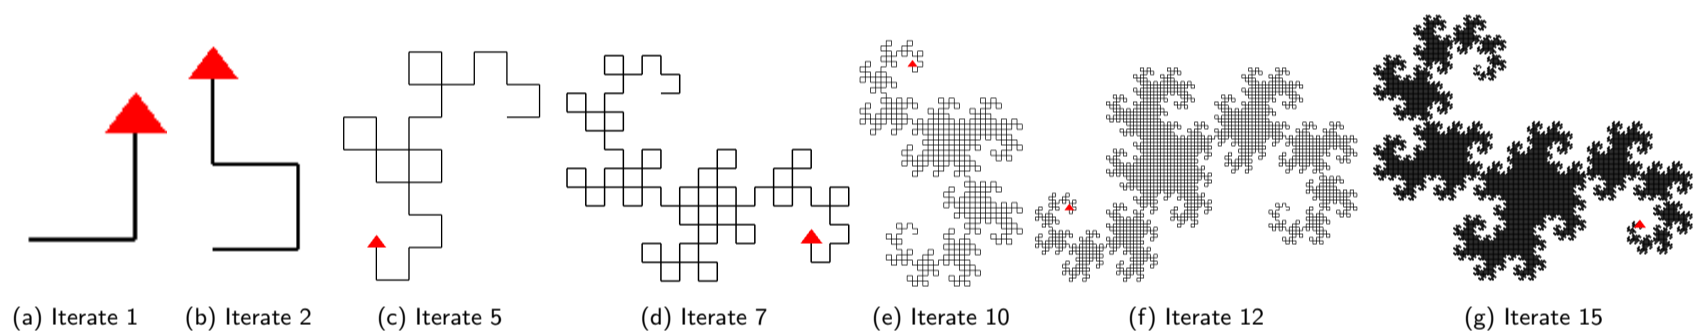 (a) Iterate 1
(b) Iterate 2
(c) Iterate 5
(d) Iterate 7
(e) Iterate 10
(f) Iterate 12
(g) Iterate 15